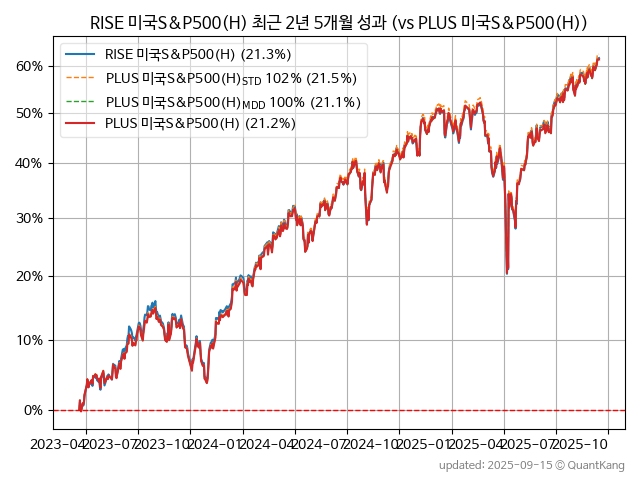 RISE 미국S&P500(H) 최근 2년 5개월 성과 (vs PLUS 미국S&P500(H))
RISE 미국S&P500(H) (21.3%)
PLUS 미국S&P500(H)STD 102% (21.5%)
PLUS 미국S&P500(H)MDD 100% (21.1%)
PLUS 미국S&P500(H) (21.2%)
60%
50%
40%
30%
20%
10%
0%
2023-04 2023-07 2023-10 2024-01 2024-04 2024-07 2024-10 2025-01 2025-04 2025-07 2025-10
updated: 2025-09-15 © QuantKang